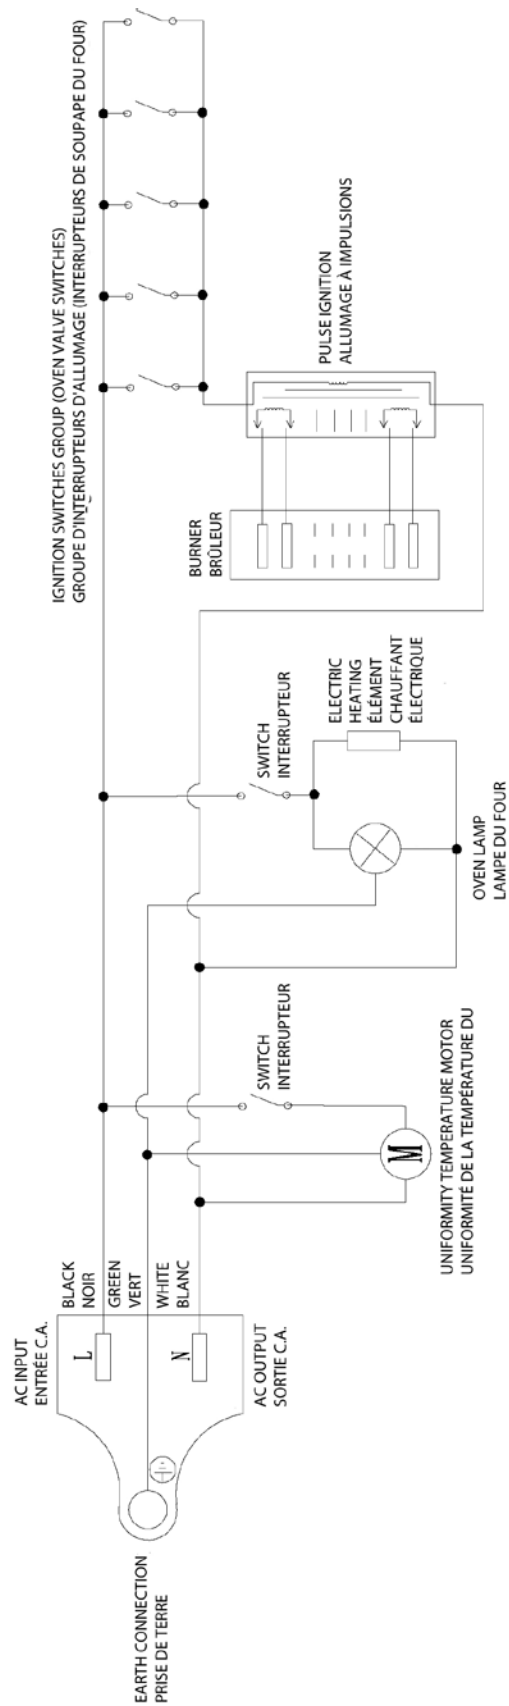 IGNITION SWITCHES GROUP (OVEN VALVE SWITCHES)
GROUPE D'INTERRUPTEURS D'ALLUMAGE (INTERRUPTEURS DE SOUPAPE DU FOUR)
PULSE IGNITION
ALLUMAGE À IMPULSIONS
BURNER
BRÛLEUR
SWITCH
INTERRUPTEUR
ELECTRIC
HEATING
ÉLÉMENT
CHAUFFANT
ÉLECTRIQUE
OVEN LAMP
LAMPE DU FOUR
SWITCH
INTERRUPTEUR
M
UNIFORMITY TEMPERATURE MOTOR
UNIFORMITÉ DE LA TEMPÉRATURE DU
BLACK
NOIR
GREEN
VERT
WHITE
BLANC
AC INPUT
ENTRÉE C.A.
L
N
AC OUTPUT
SORTIE C.A.
EARTH CONNECTION
PRISE DE TERRE